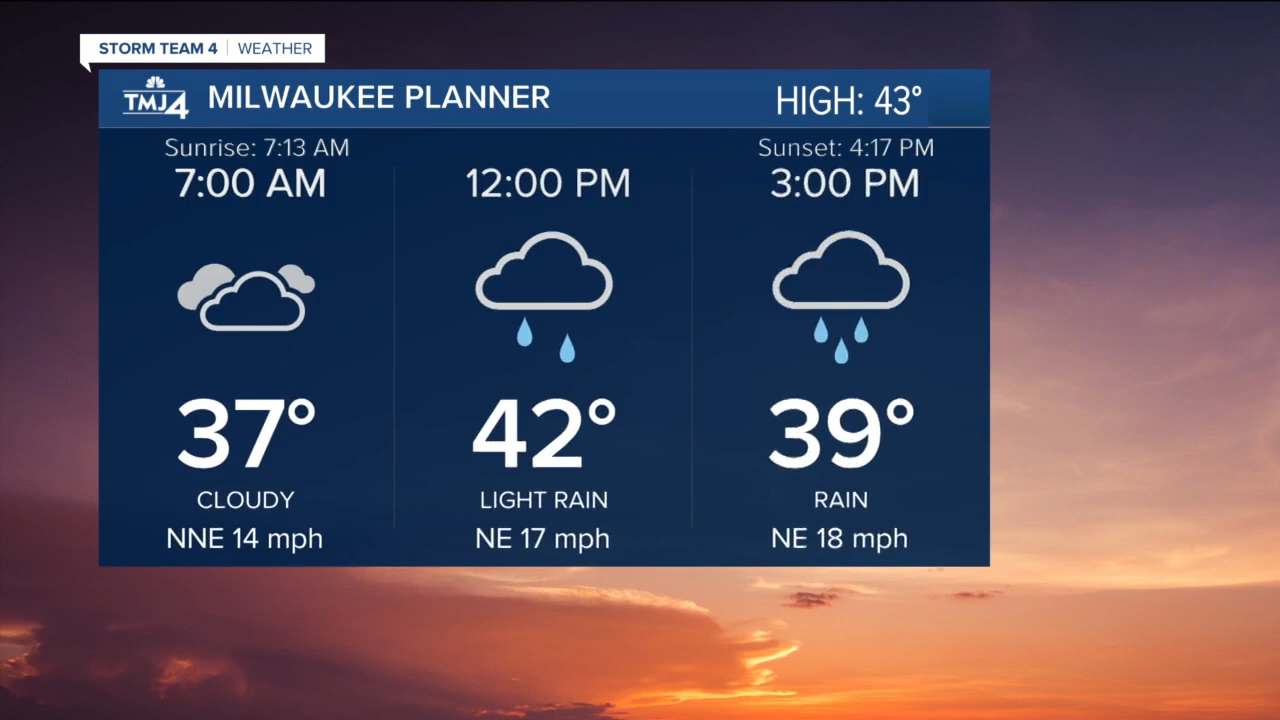 STORM TEAM 4 | WEATHER
TMJ4 MILWAUKEE PLANNER HIGH: 43°
Sunrise: 7:13 AM
7:00 AM
37°
CLOUDY
NNE 14 mph
12:00 PM
42°
LIGHT RAIN
NE 17 mph
Sunset: 4:17 PM
3:00 PM
39°
RAIN
NE 18 mph